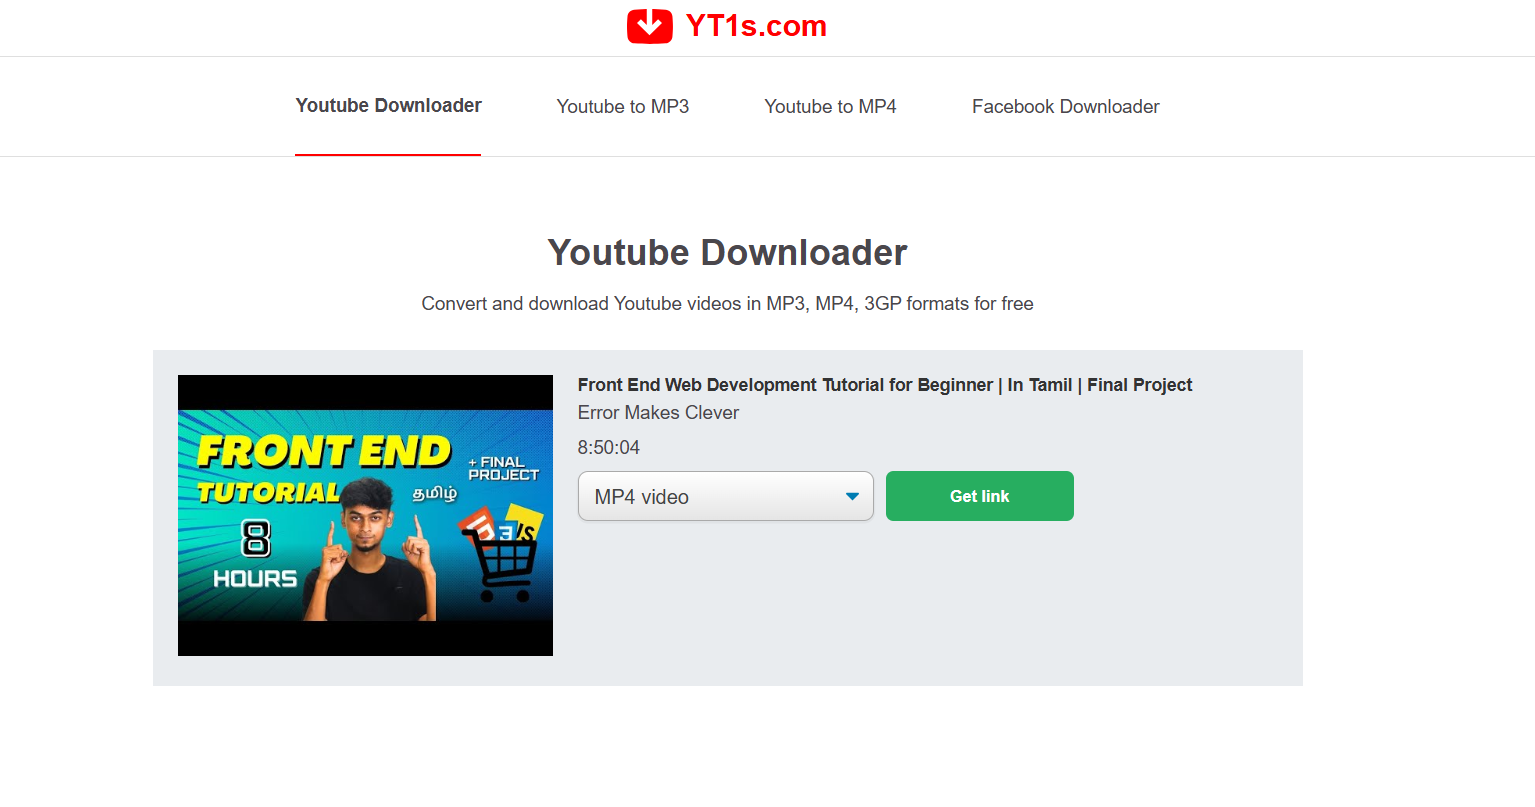 YT1s.com
Youtube Downloader
Youtube to MP3
Youtube to MP4
Facebook Downloader
Youtube Downloader
Convert and download Youtube videos in MP3, MP4, 3GP formats for free
FRONT END
+ FINAL
PROJECT
TUTORIAL
தமிழ்
8
HOURS
3
JS
Front End Web Development Tutorial for Beginner | In Tamil | Final Project
Error Makes Clever
8:50:04
MP4 video
Get link